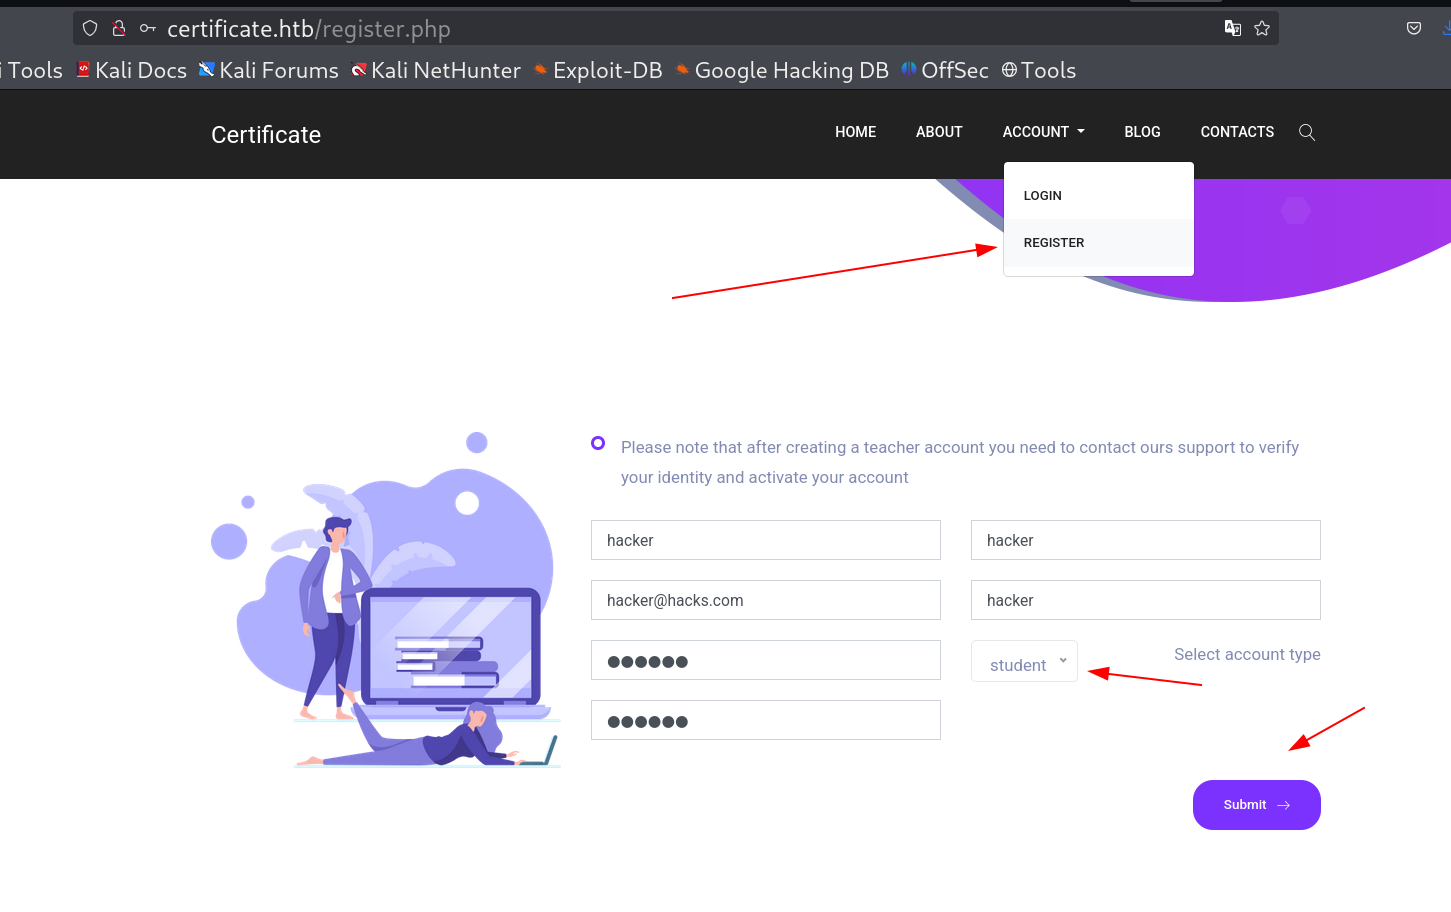 certificate.htb/register.php
i Tools Kali Docs Kali Forums Kali NetHunter Exploit-DB Google Hacking DB OffSec Tools
Certificate HOME ABOUT ACCOUNT BLOG CONTACTS
LOGIN
REGISTER
Please note that after creating a teacher account you need to contact ours support to verify
your identity and activate your account
hacker hacker
hacker@hacks.com hacker
●●●●●● student Select account type
●●●●●●
Submit